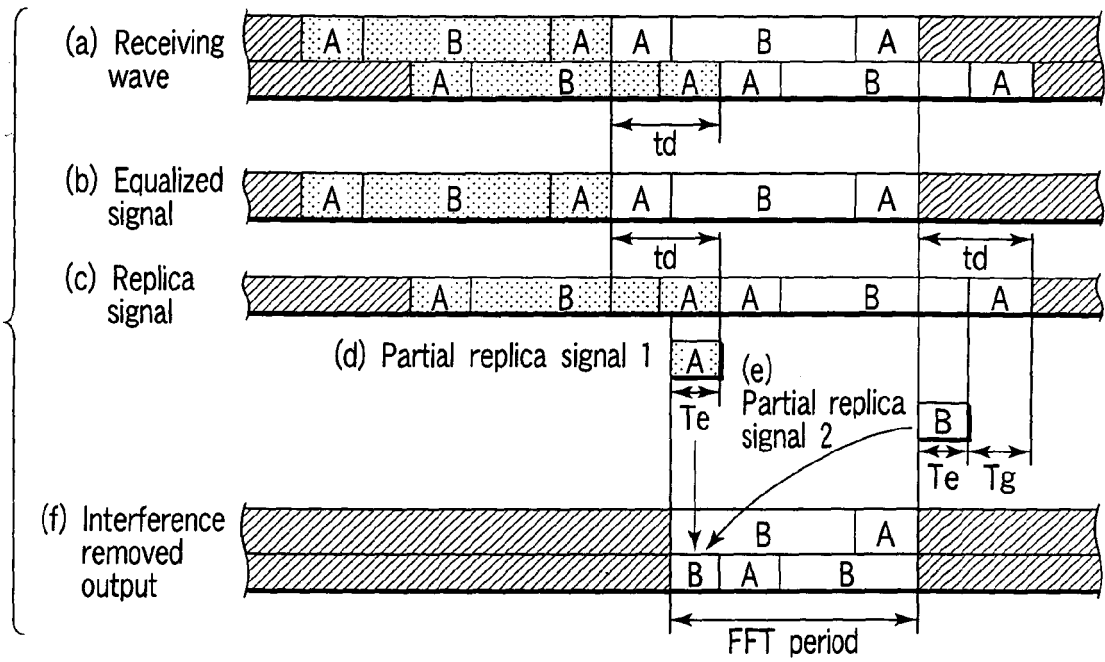 (a) Receiving
wave
A B A A B A
A B A A B A
td
(b) Equalized
signal
A B A A B A
td td
(c) Replica
signal
A B A A B A
(d) Partial replica signal 1
A
Te
(e)
Partial replica
signal 2
B
Te Tg
(f) Interference
removed
output
B A
B A B
FFT period